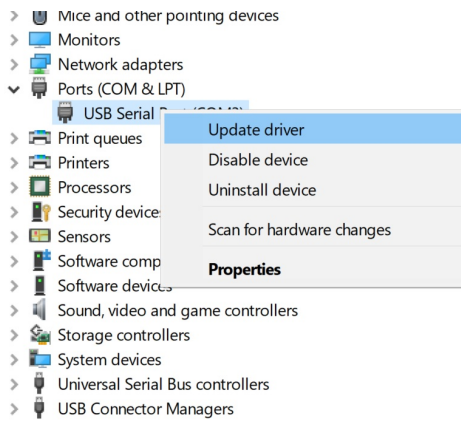 Mice and other pointing devices
Monitors
Network adapters
Ports (COM & LPT)
USB Serial
Update driver
Print queues
Disable device
Printers
Processors
Uninstall device
Security
Sensors
Scan for hardware changes
Software
Properties
Software devices
Sound, video and game controllers
Storage controllers
System devices
Universal Serial Bus controllers
USB Connector Managers